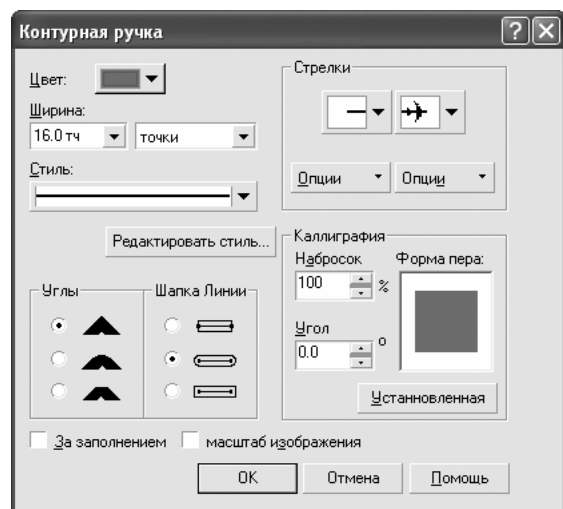 Контурная ручка
Цвет:
Ширина:
16.0 тч
точки
Стиль:
Редактировать стиль...
Стрелки
Опции
Опции
Углы
Шапка Линии
Каллиграфия
Набросок
Форма пера:
100
%
Угол
0.0
°
Устанновленная
За заполнением
масштаб изображения
OK
Отмена
Помощь